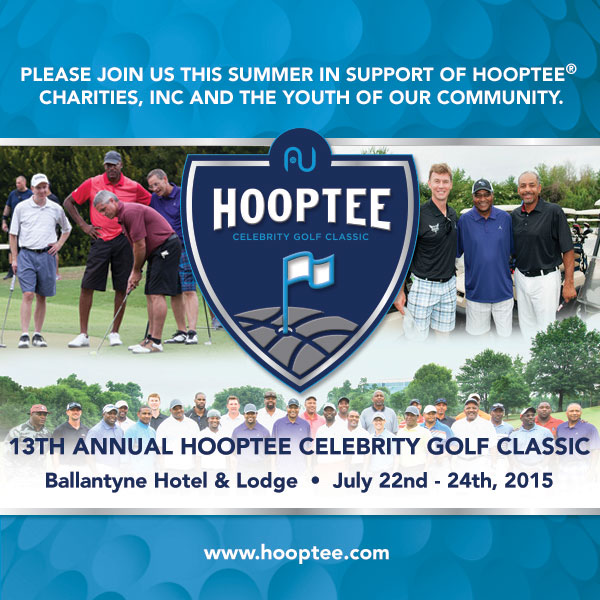 PLEASE JOIN US THIS SUMMER IN SUPPORT OF HOOPTEE®
CHARITIES, INC AND THE YOUTH OF OUR COMMUNITY.
HOOPTEE
CELEBRITY GOLF CLASSIC
13TH ANNUAL HOOPTEE CELEBRITY GOLF CLASSIC
Ballantyne Hotel & Lodge • July 22nd - 24th, 2015
www.hooptee.com